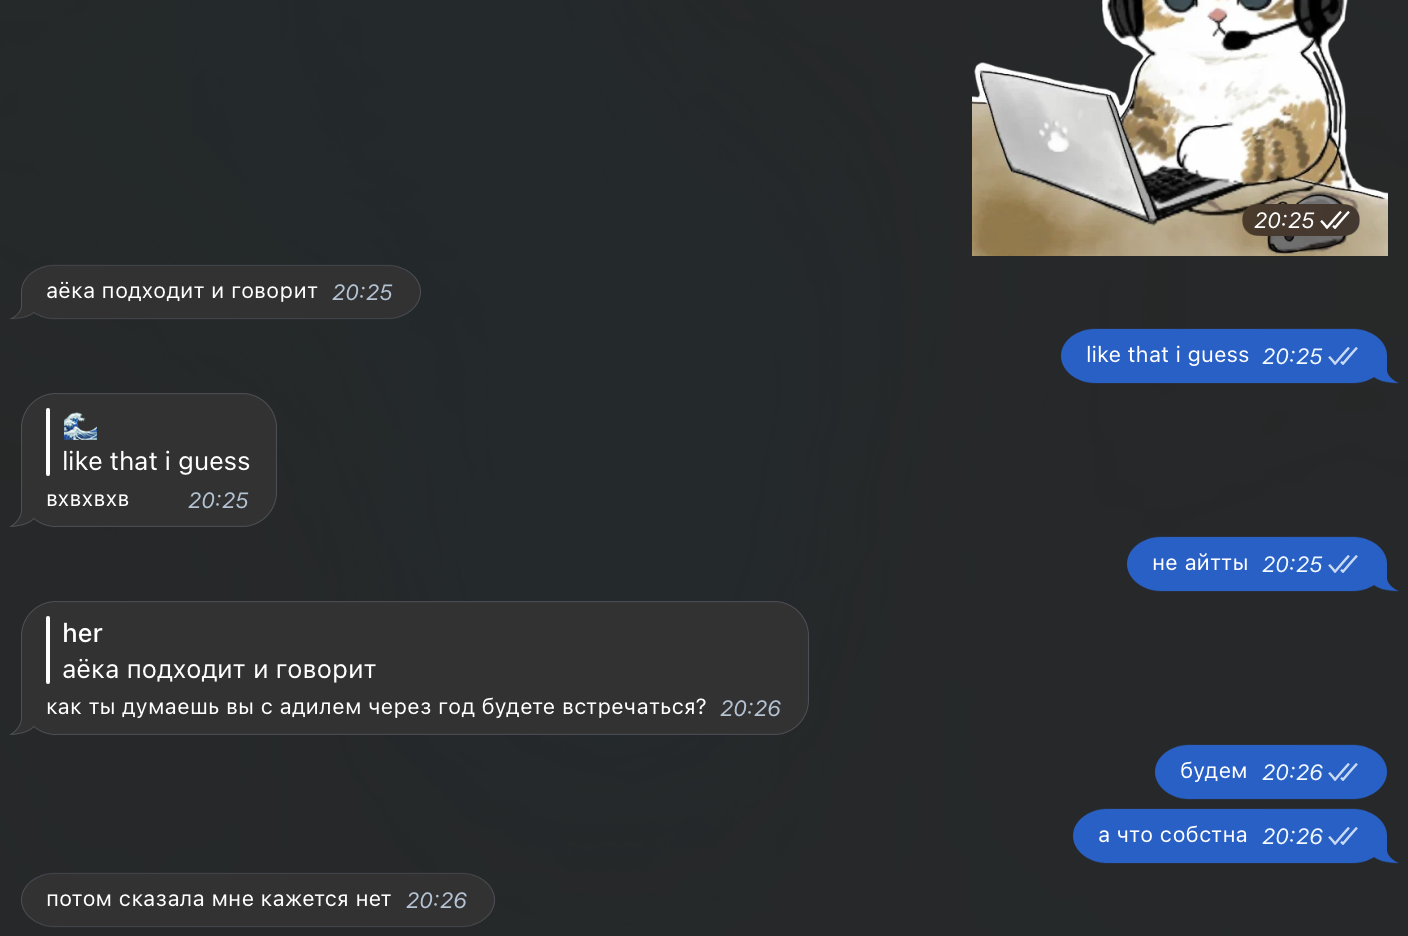 20:25
аёка подходит и говорит 20:25
like that i guess 20:25
🌊
like that i guess
вхвхвхв 20:25
не айтты 20:25
her
аёка подходит и говорит
как ты думаешь вы с адилем через год будете встречаться? 20:26
будем 20:26
а что собстна 20:26
потом сказала мне кажется нет 20:26